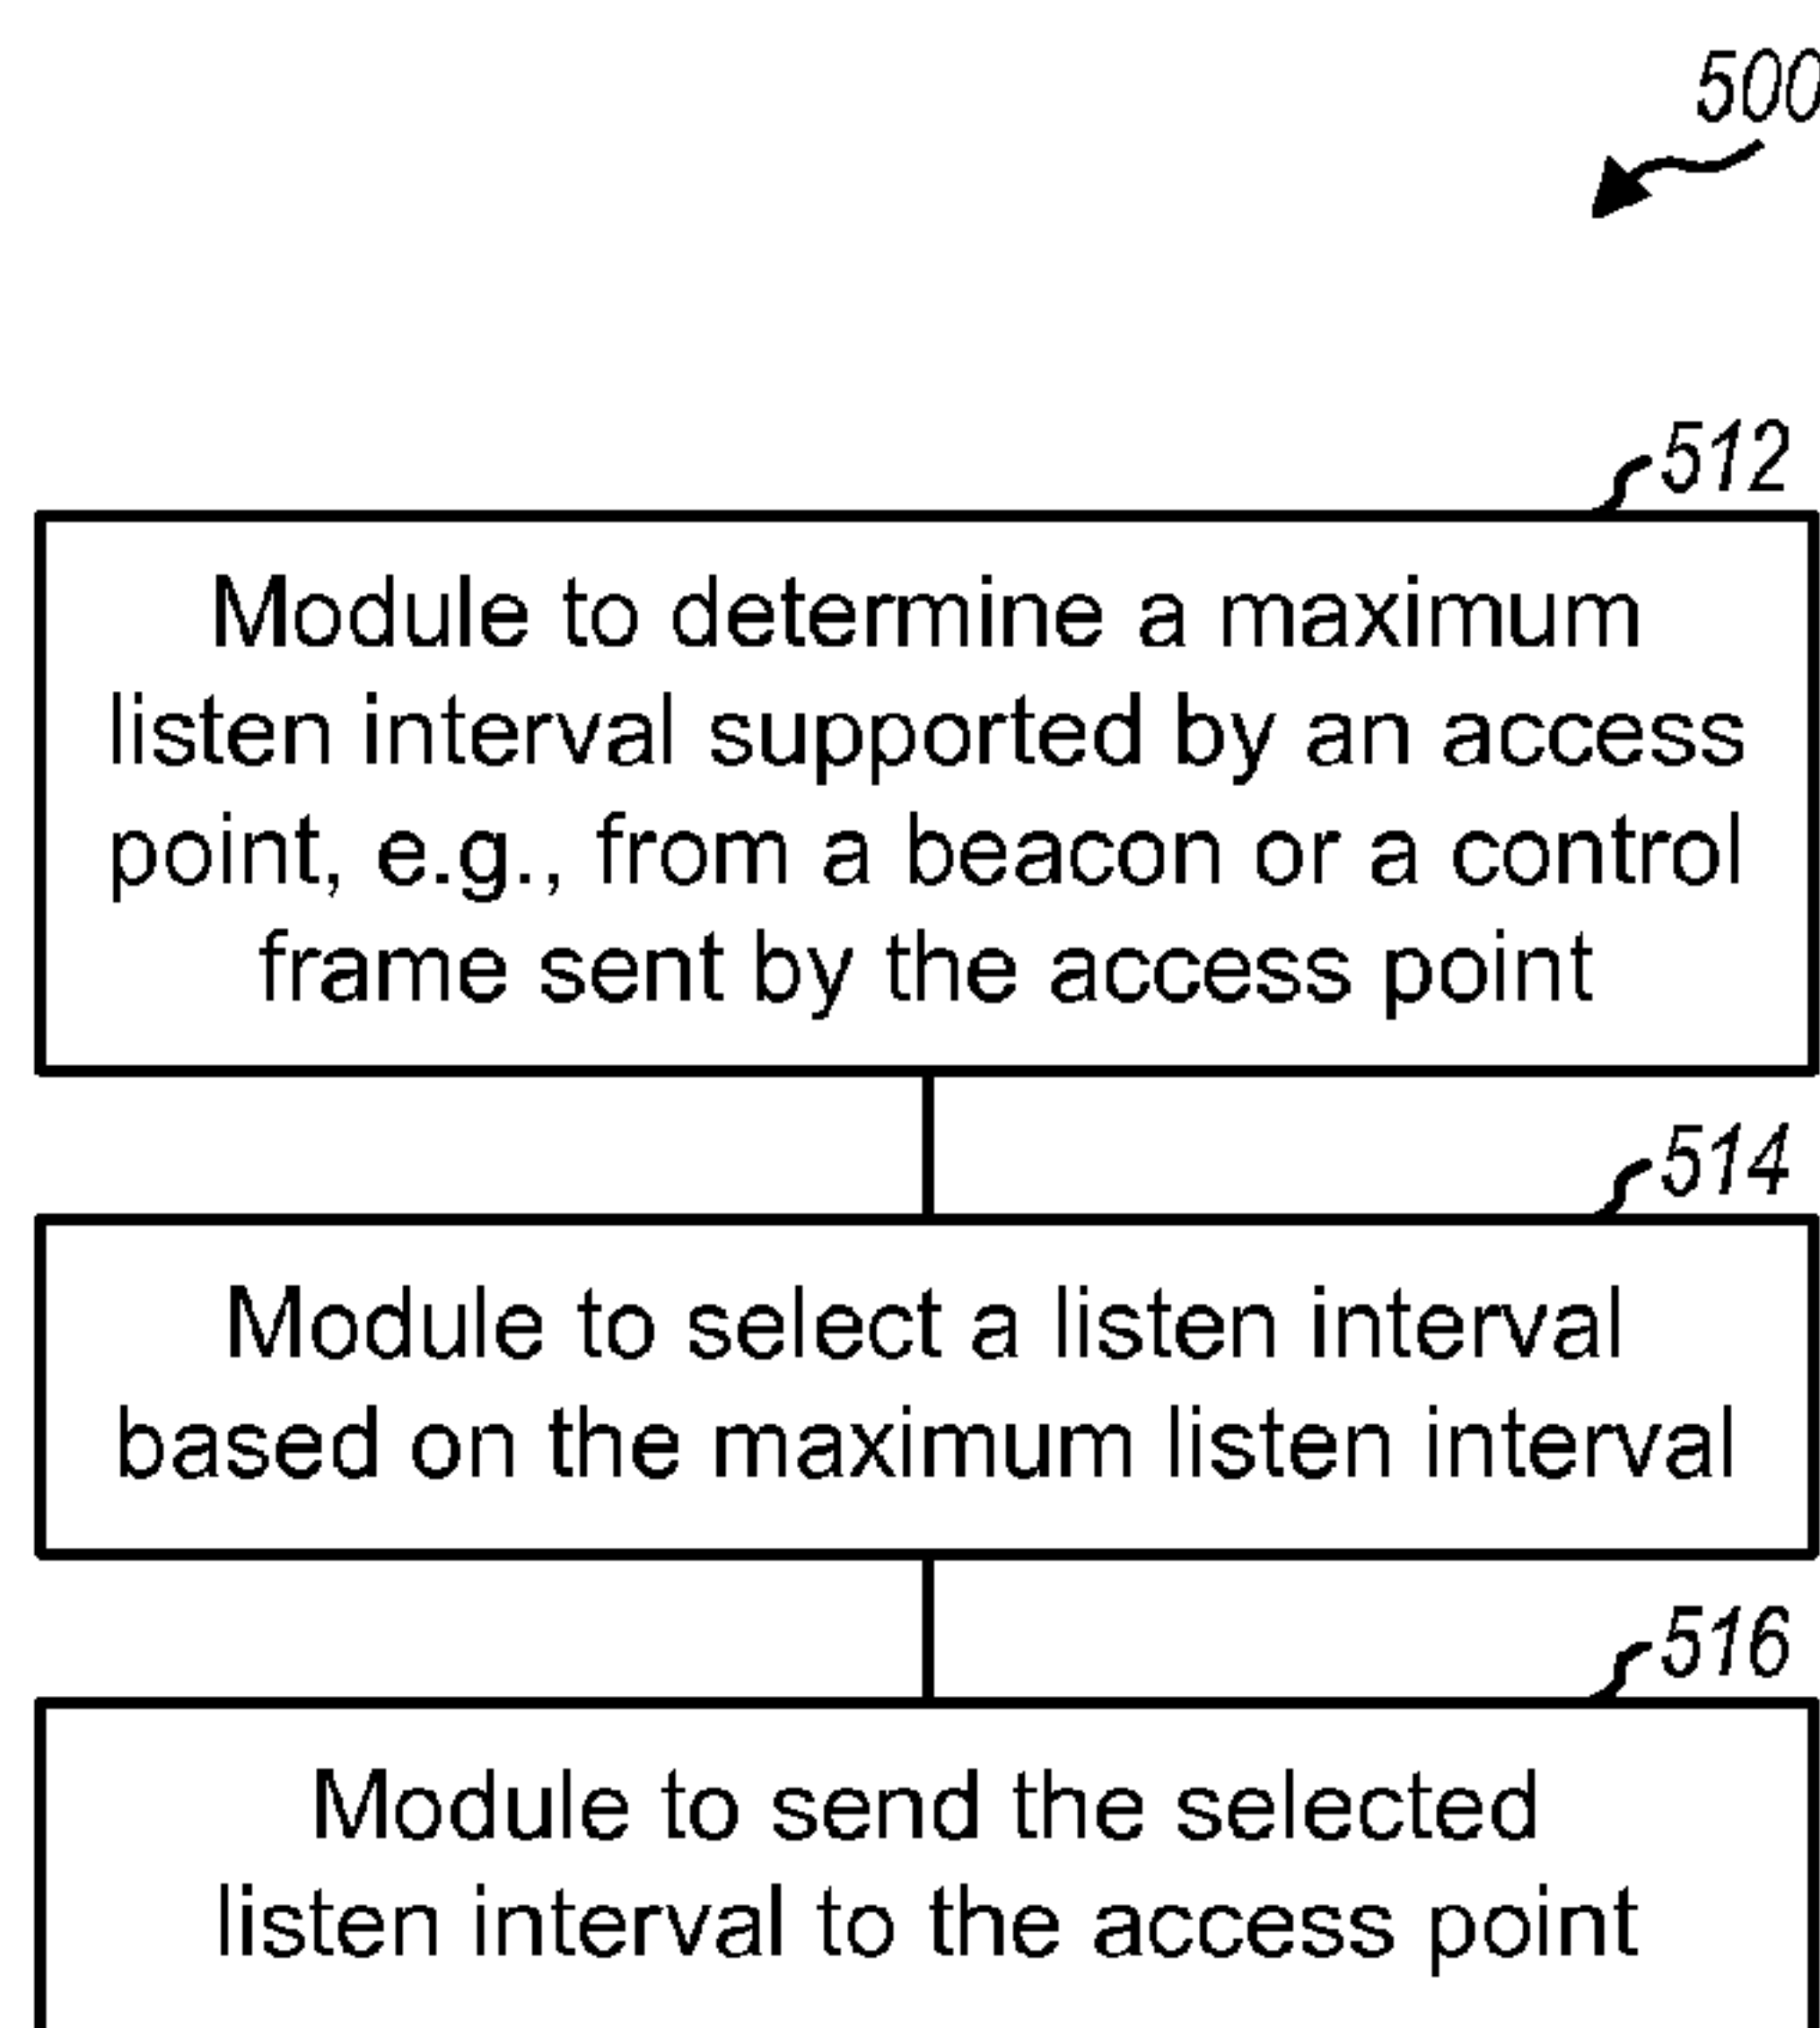 500
512
Module to determine a maximum
listen interval supported by an access
point, e.g., from a beacon or a control
frame sent by the access point
514
Module to select a listen interval
based on the maximum listen interval
516
Module to send the selected
listen interval to the access point